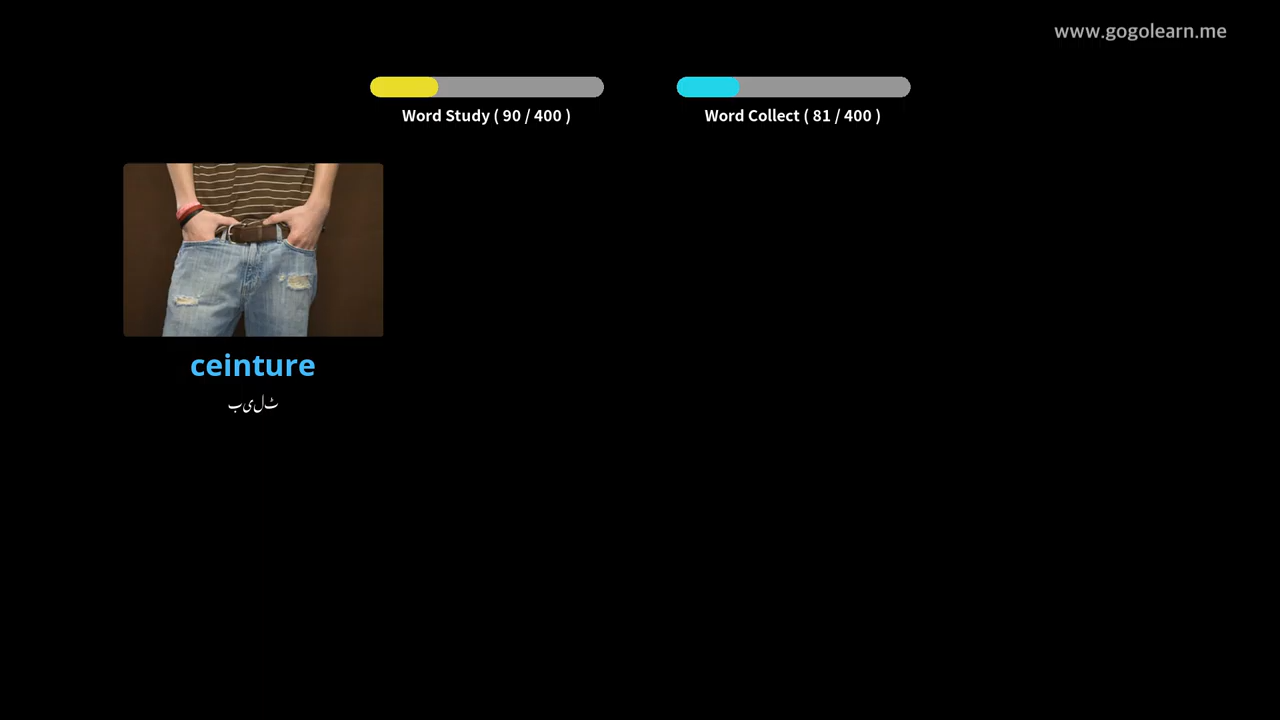 www.gogolearn.me
Word Study ( 90 / 400 )
Word Collect ( 81 / 400 )
ceinture
بیلٹ